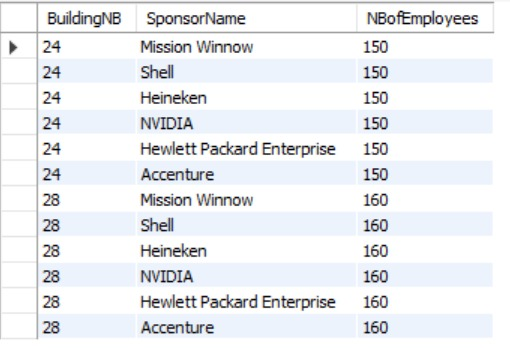 BuildingNB SponsorName NBofEmployees
24 Mission Winnow 150
24 Shell 150
24 Heineken 150
24 NVIDIA 150
24 Hewlett Packard Enterprise 150
24 Accenture 150
28 Mission Winnow 160
28 Shell 160
28 Heineken 160
28 NVIDIA 160
28 Hewlett Packard Enterprise 160
28 Accenture 160